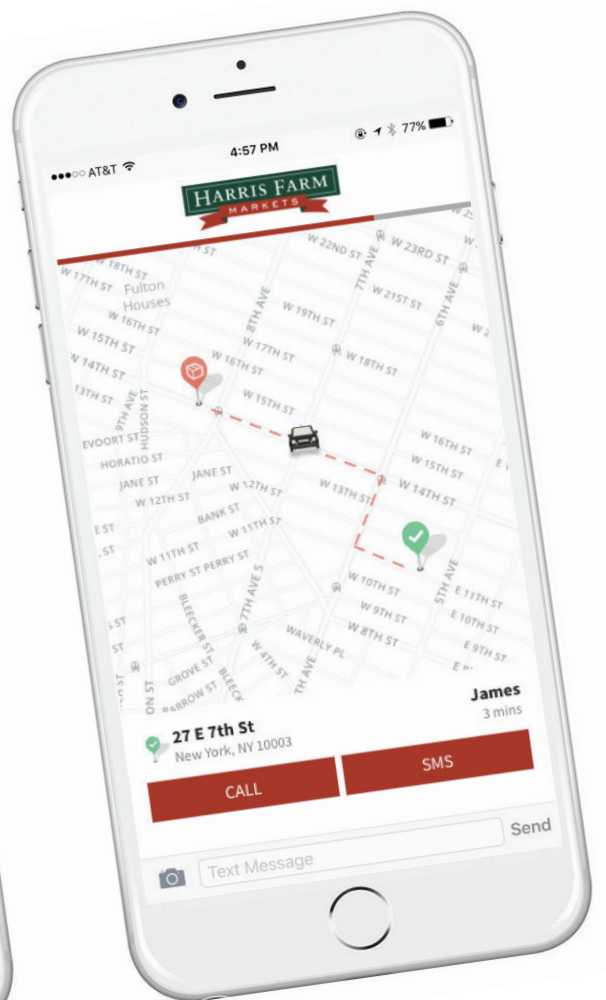 AT&T
4:57 PM
77%
HARRIS FARM
MARKETS
W 22ND ST
W 23RD ST
W 18TH ST
W 17TH ST
Fulton
Houses
7TH AVE
W 21ST ST
6TH AVE
8TH AVE
W 19TH ST
W 16TH ST
W 15TH ST
W 17TH ST
W 18TH ST
W 14TH ST
W 16TH ST
13TH ST
W 15TH ST
9TH AVE
HUDSON ST
EVOORT ST
HORATIO ST
JANE ST
JANE ST
W 12TH ST
W 12TH ST
W 13TH ST
W 16TH ST
W 15TH ST
W 14TH ST
BANK ST
W 11TH ST
W 11TH ST
PERRY ST PERRY ST
5TH AVE
W 10TH ST
W 9TH ST
W 8TH ST
E 11TH ST
E 10TH ST
E 9TH ST
7TH AVE S
BLEECKER ST
W 4TH ST
WAVERLY PL
GROVE ST
BLEECK
TH AVE
ON ST
BARROW ST
27 E 7th St
New York, NY 10003
James
3 mins
CALL
SMS
Text Message
Send